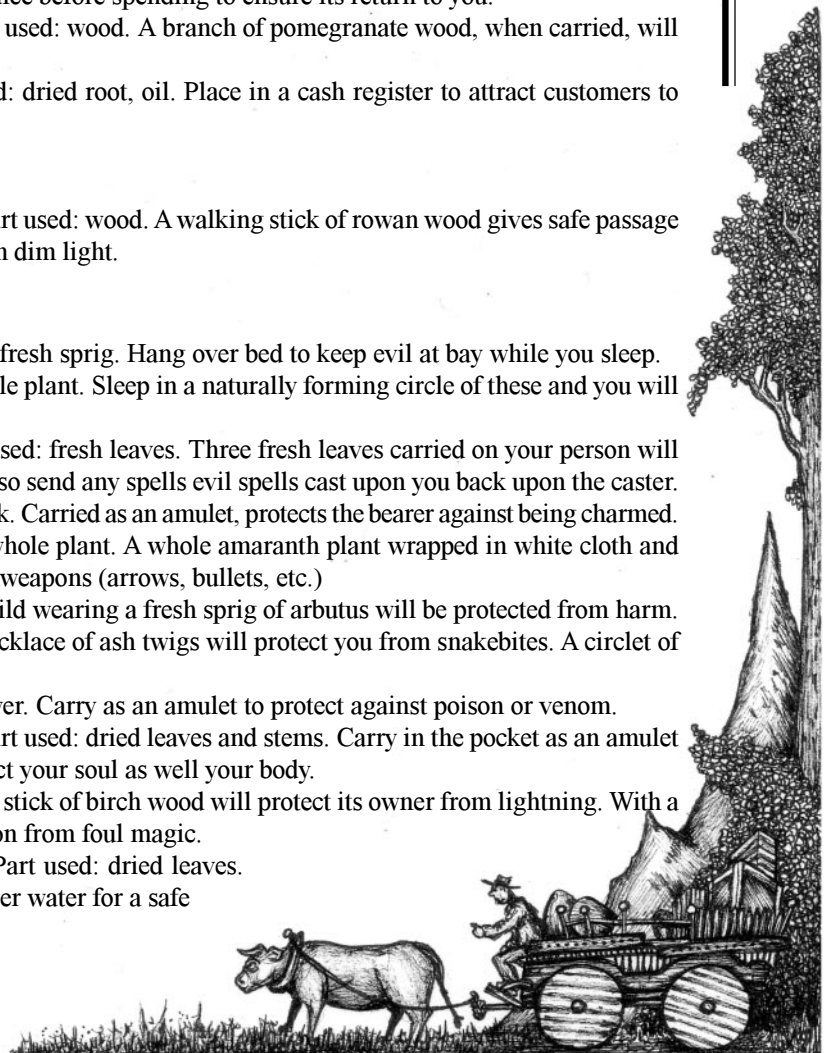 nce before spending to ensure its return to you.
used: wood. A branch of pomegranate wood, when carried, will
d: dried root, oil. Place in a cash register to attract customers to
rt used: wood. A walking stick of rowan wood gives safe passage
n dim light.
fresh sprig. Hang over bed to keep evil at bay while you sleep.
le plant. Sleep in a naturally forming circle of these and you will
sed: fresh leaves. Three fresh leaves carried on your person will
so send any spells evil spells cast upon you back upon the caster.
k. Carried as an amulet, protects the bearer against being charmed.
whole plant. A whole amaranth plant wrapped in white cloth and
weapons (arrows, bullets, etc.)
ild wearing a fresh sprig of arbutus will be protected from harm.
cklace of ash twigs will protect you from snakebites. A circlet of
er. Carry as an amulet to protect against poison or venom.
rt used: dried leaves and stems. Carry in the pocket as an amulet
ct your soul as well your body.
stick of birch wood will protect its owner from lightning. With a
on from foul magic.
Part used: dried leaves.
er water for a safe